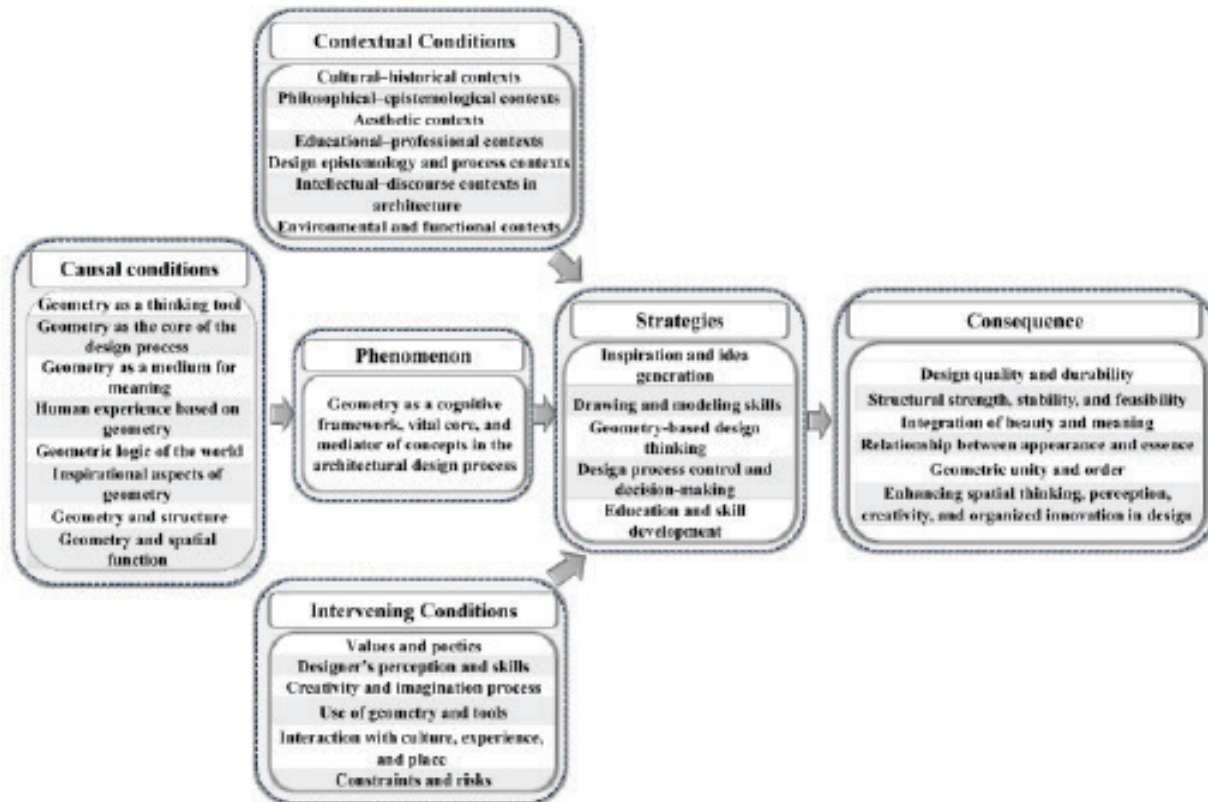 Contextual Conditions
Cultural–historical contexts
Philosophical–epistemological contexts
Aesthetic contexts
Educational–professional contexts
Design epistemology and process contexts
Intellectual–discourse contexts in
architecture
Environmental and functional contexts
Causal conditions
Geometry as a thinking tool
Geometry as the core of the
design process
Geometry as a medium for
meaning
Human experience based on
geometry
Geometric logic of the world
Inspirational aspects of
geometry
Geometry and structure
Geometry and spatial
function
Phenomenon
Geometry as a cognitive
framework, vital core, and
mediator of concepts in the
architectural design process
Strategies
Inspiration and idea
generation
Drawing and modeling skills
Geometry-based design
thinking
Design process control and
decision-making
Education and skill
development
Consequence
Design quality and durability
Structural strength, stability, and feasibility
Integration of beauty and meaning
Relationship between appearance and essence
Geometric unity and order
Enhancing spatial thinking, perception,
creativity, and organized innovation in design
Intervening Conditions
Values and poetics
Designer's perception and skills
Creativity and imagination process
Use of geometry and tools
Interaction with culture, experience,
and place
Constraints and risks